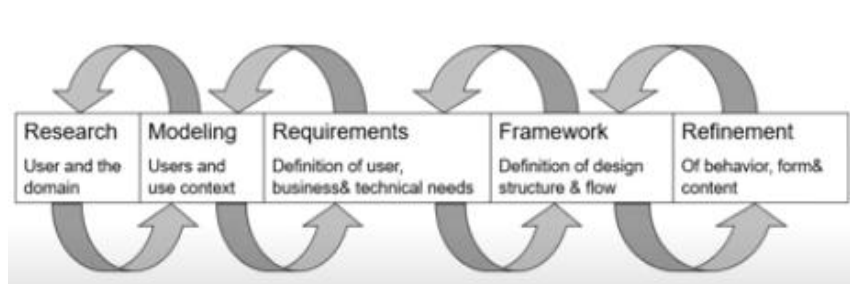 Research
User and the
domain
Modeling
Users and
use context
Requirements
Definition of user,
business& technical needs
Framework
Definition of design
structure & flow
Refinement
Of behavior, form&
content